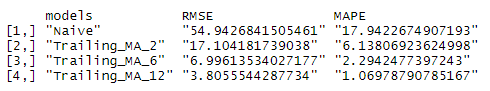 models RMSE MAPE
[1,] "Naive" "54.9426841505461" "17.9422674907193"
[2,] "Trailing_MA_2" "17.104181739038" "6.13806923624998"
[3,] "Trailing_MA_6" "6.99613534027177" "2.2942477397243"
[4,] "Trailing_MA_12" "3.8055544287734" "1.06978790785167"